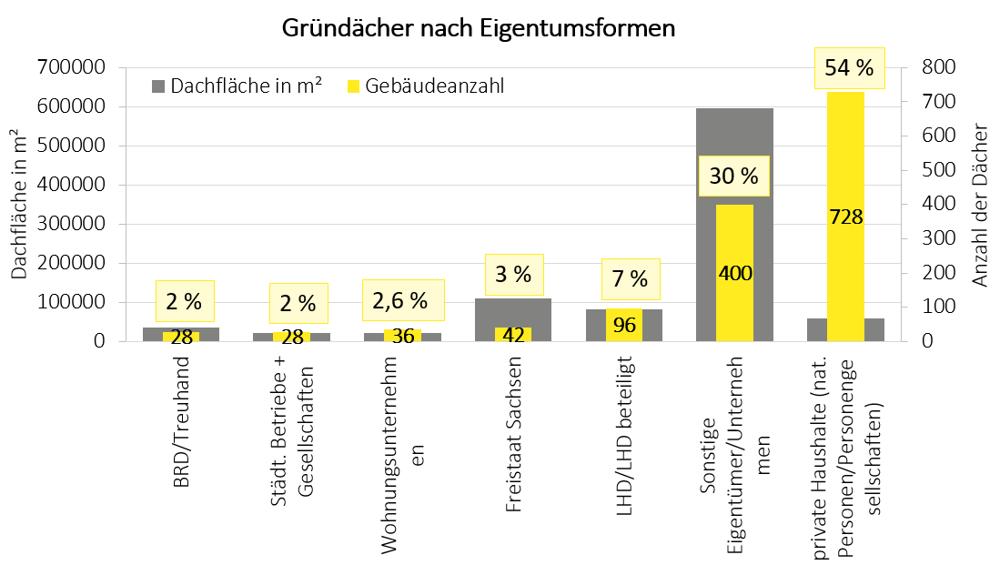 Gründächer nach Eigentumsformen
Dachfläche in m²
Gebäudeanzahl
Dachfläche in m²
700000
600000
500000
400000
300000
200000
100000
0
800
700
600
500
400
300
200
100
0
Anzahl der Dächer
2 %
2 %
2,6 %
3 %
7 %
30 %
54 %
28
28
36
42
96
400
728
BRD/Treuhand
Städt. Betriebe +
Gesellschaften
Wohnungsunternehm
en
Freistaat Sachsen
LHD/LHD beteiligt
Sonstige
Eigentümer/Unterneh
men
private Haushalte (nat.
Personen/Personenge
sellschaften)